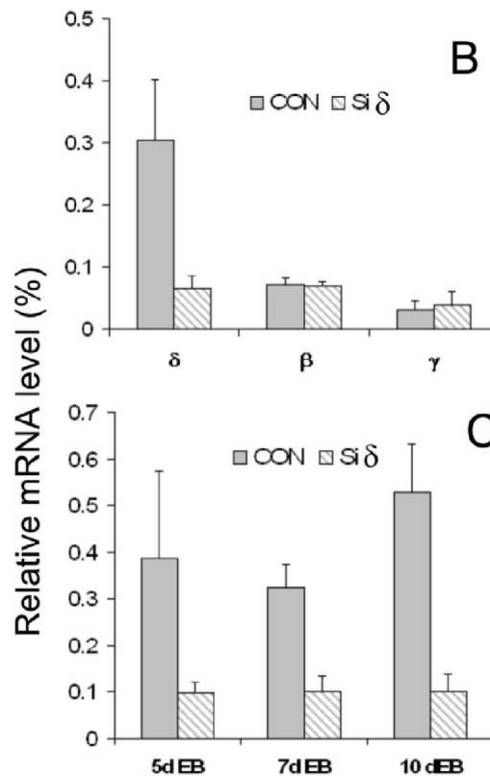 Relative mRNA level (%)
B
0.5
0.4
0.3
0.2
0.1
0
CON Si δ
δ β γ
C
0.7
0.6
0.5
0.4
0.3
0.2
0.1
0
CON Si δ
5d EB 7d EB 10 dEB